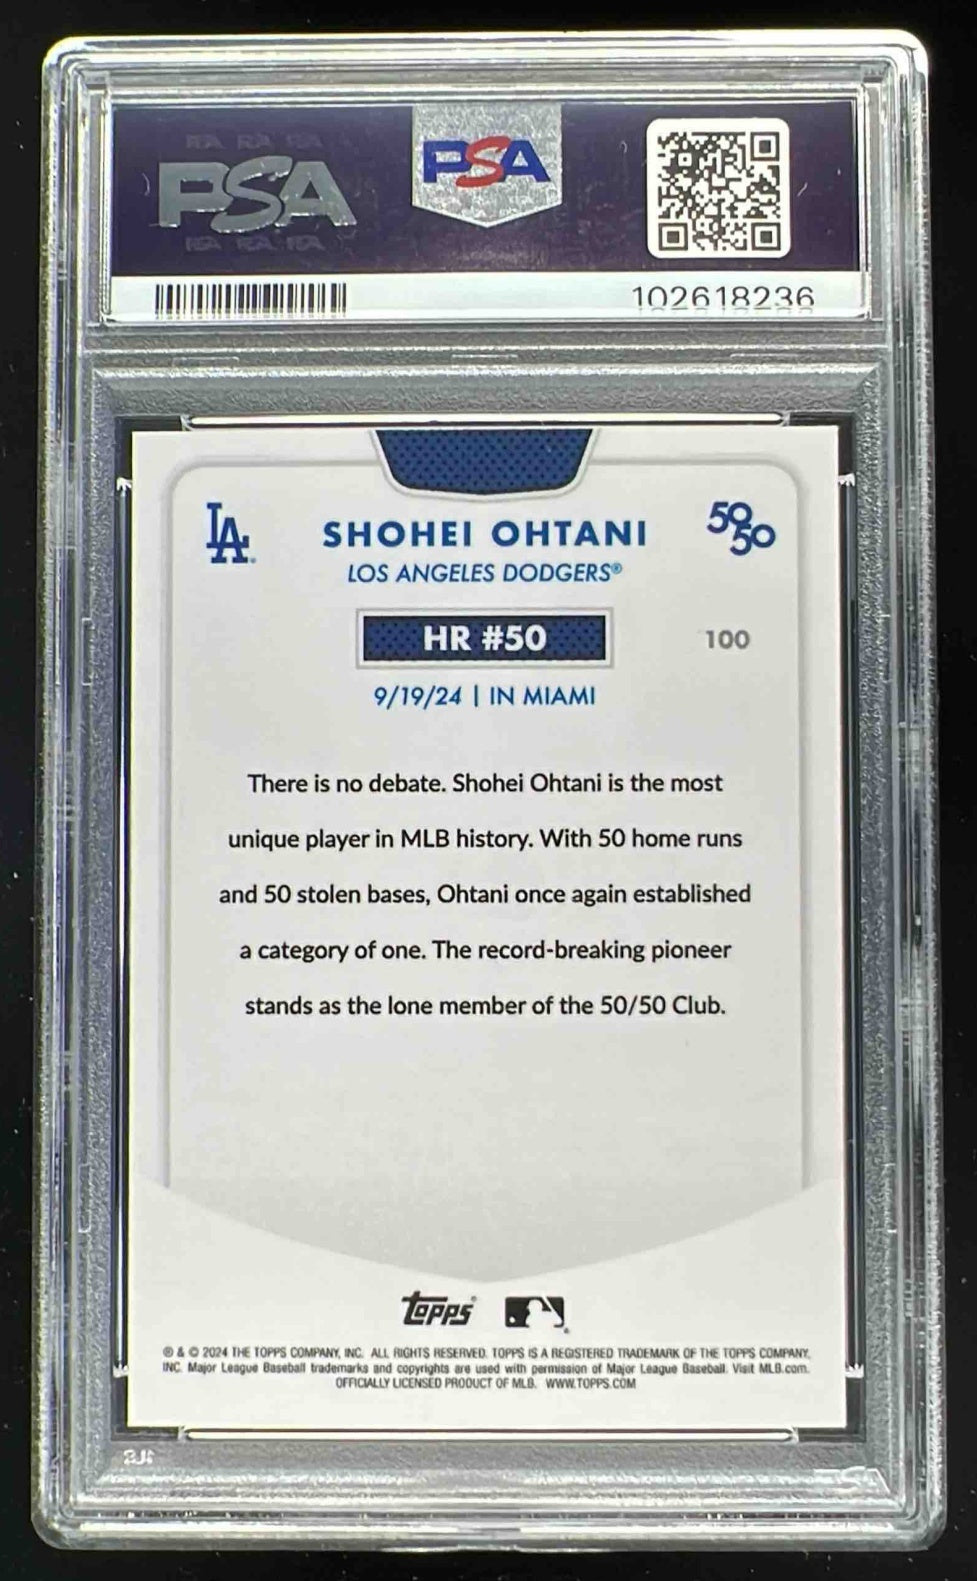 PSA PSA
102618236
LA SHOHEI OHTANI 50/50
LOS ANGELES DODGERS®
HR #50 100
9/19/24 | IN MIAMI
There is no debate. Shohei Ohtani is the most
unique player in MLB history. With 50 home runs
and 50 stolen bases, Ohtani once again established
a category of one. The record-breaking pioneer
stands as the lone member of the 50/50 Club.
Topps
® & © 2024 THE TOPPS COMPANY, INC. ALL RIGHTS RESERVED. TOPPS IS A REGISTERED TRADEMARK OF THE TOPPS COMPANY,
INC. Major League Baseball trademarks and copyrights are used with permission of Major League Baseball. Visit MLB.com.
OFFICIALLY LICENSED PRODUCT OF MLB. WWW.TOPPS.COM